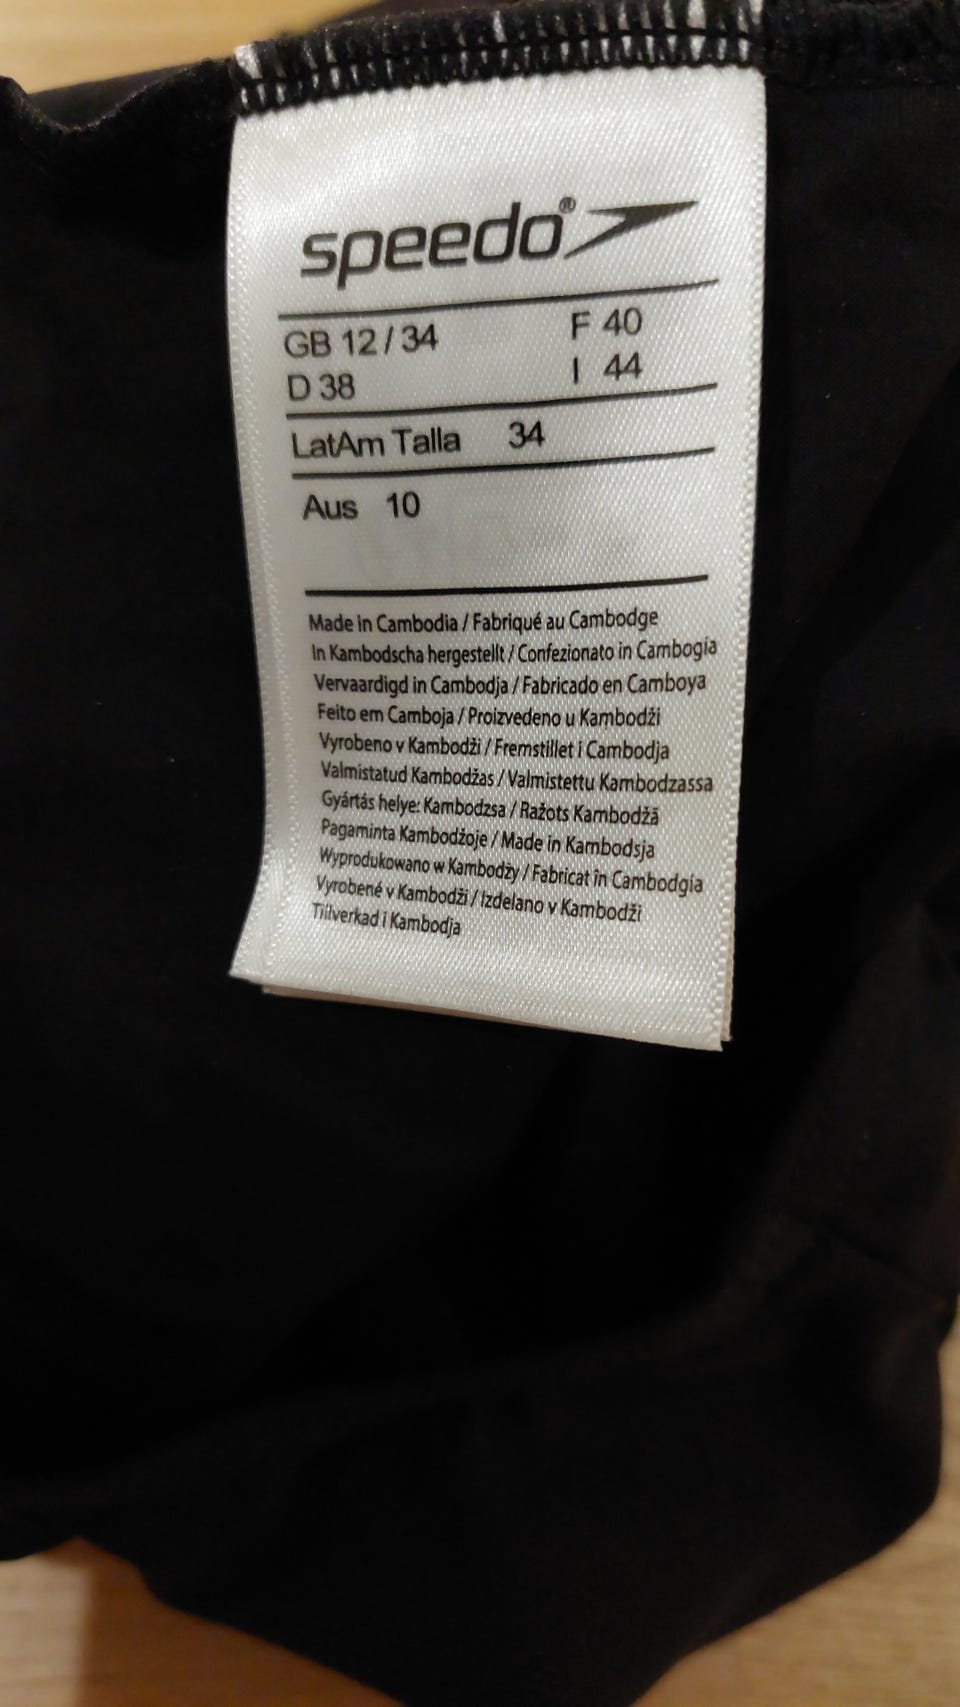 speedo®
GB 12 / 34 F 40
D 38 I 44
LatAm Talla 34
Aus 10
Made in Cambodia / Fabriqué au Cambodge
In Kambodscha hergestellt / Confezionato in Cambogia
Vervaardigd in Cambodja / Fabricado en Camboya
Feito em Camboja / Proizvedeno u Kambodži
Vyrobeno v Kambodži / Fremstillet i Cambodja
Valmistatud Kambodžas / Valmistettu Kambodzassa
Gyártás helye: Kambodzsa / Ražots Kambodžā
Pagaminta Kambodžoje / Made in Kambodsja
Wyprodukowano w Kambodży / Fabricat în Cambodgia
Vyrobené v Kambodži / Izdelano v Kambodži
Tillverkad i Kambodja